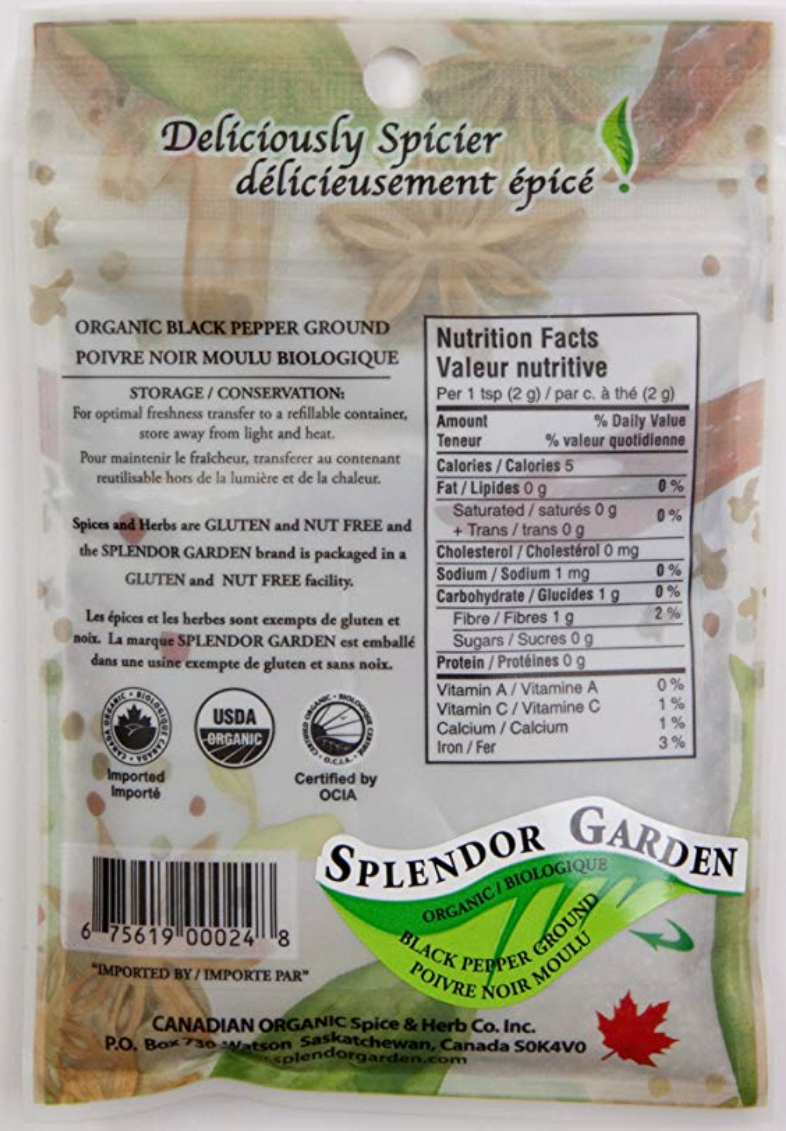 Deliciously Spicier
délicieusement épicé
ORGANIC BLACK PEPPER GROUND
POIVRE NOIR MOULU BIOLOGIQUE
STORAGE / CONSERVATION:
For optimal freshness transfer to a refillable container,
store away from light and heat.
Pour maintenir le fraîcheur, transferer au contenant
reutilisable hors de la lumière et de la chaleur.
Spices and Herbs are GLUTEN and NUT FREE and
the SPLENDOR GARDEN brand is packaged in a
GLUTEN and NUT FREE facility.
Les épices et les herbes sont exempts de gluten et
noix. La marque SPLENDOR GARDEN est emballé
dans une usine exempte de gluten et sans noix.
CANADA ORGANIC • BIOLOGIQUE CANADA
Imported
Importé
USDA
ORGANIC
CERTIFIED ORGANIC • BIOLOGIQUE CERTIFIÉ • O.C.I.A.
Certified by
OCIA
Nutrition Facts
Valeur nutritive
Per 1 tsp (2 g) / par c. à thé (2 g)
Amount % Daily Value
Teneur % valeur quotidienne
Calories / Calories 5
Fat / Lipides 0 g 0 %
Saturated / saturés 0 g 0 %
+ Trans / trans 0 g
Cholesterol / Cholestérol 0 mg
Sodium / Sodium 1 mg 0 %
Carbohydrate / Glucides 1 g 0 %
Fibre / Fibres 1 g 2 %
Sugars / Sucres 0 g
Protein / Protéines 0 g
Vitamin A / Vitamine A 0 %
Vitamin C / Vitamine C 1 %
Calcium / Calcium 1 %
Iron / Fer 3 %
SPLENDOR GARDEN
ORGANIC / BIOLOGIQUE
BLACK PEPPER GROUND
POIVRE NOIR MOULU
6 75619 00024 8
"IMPORTED BY / IMPORTE PAR"
CANADIAN ORGANIC Spice & Herb Co. Inc.
P.O. Box 730 Watson Saskatchewan, Canada S0K4V0
splendorgarden.com